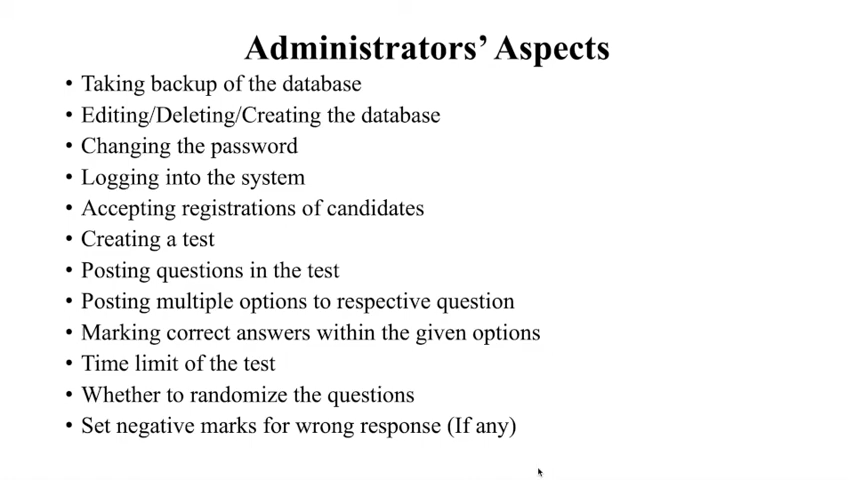 Administrators’ Aspects
• Taking backup of the database
• Editing/Deleting/Creating the database
• Changing the password
• Logging into the system
• Accepting registrations of candidates
• Creating a test
• Posting questions in the test
• Posting multiple options to respective question
• Marking correct answers within the given options
• Time limit of the test
• Whether to randomize the questions
• Set negative marks for wrong response (If any)